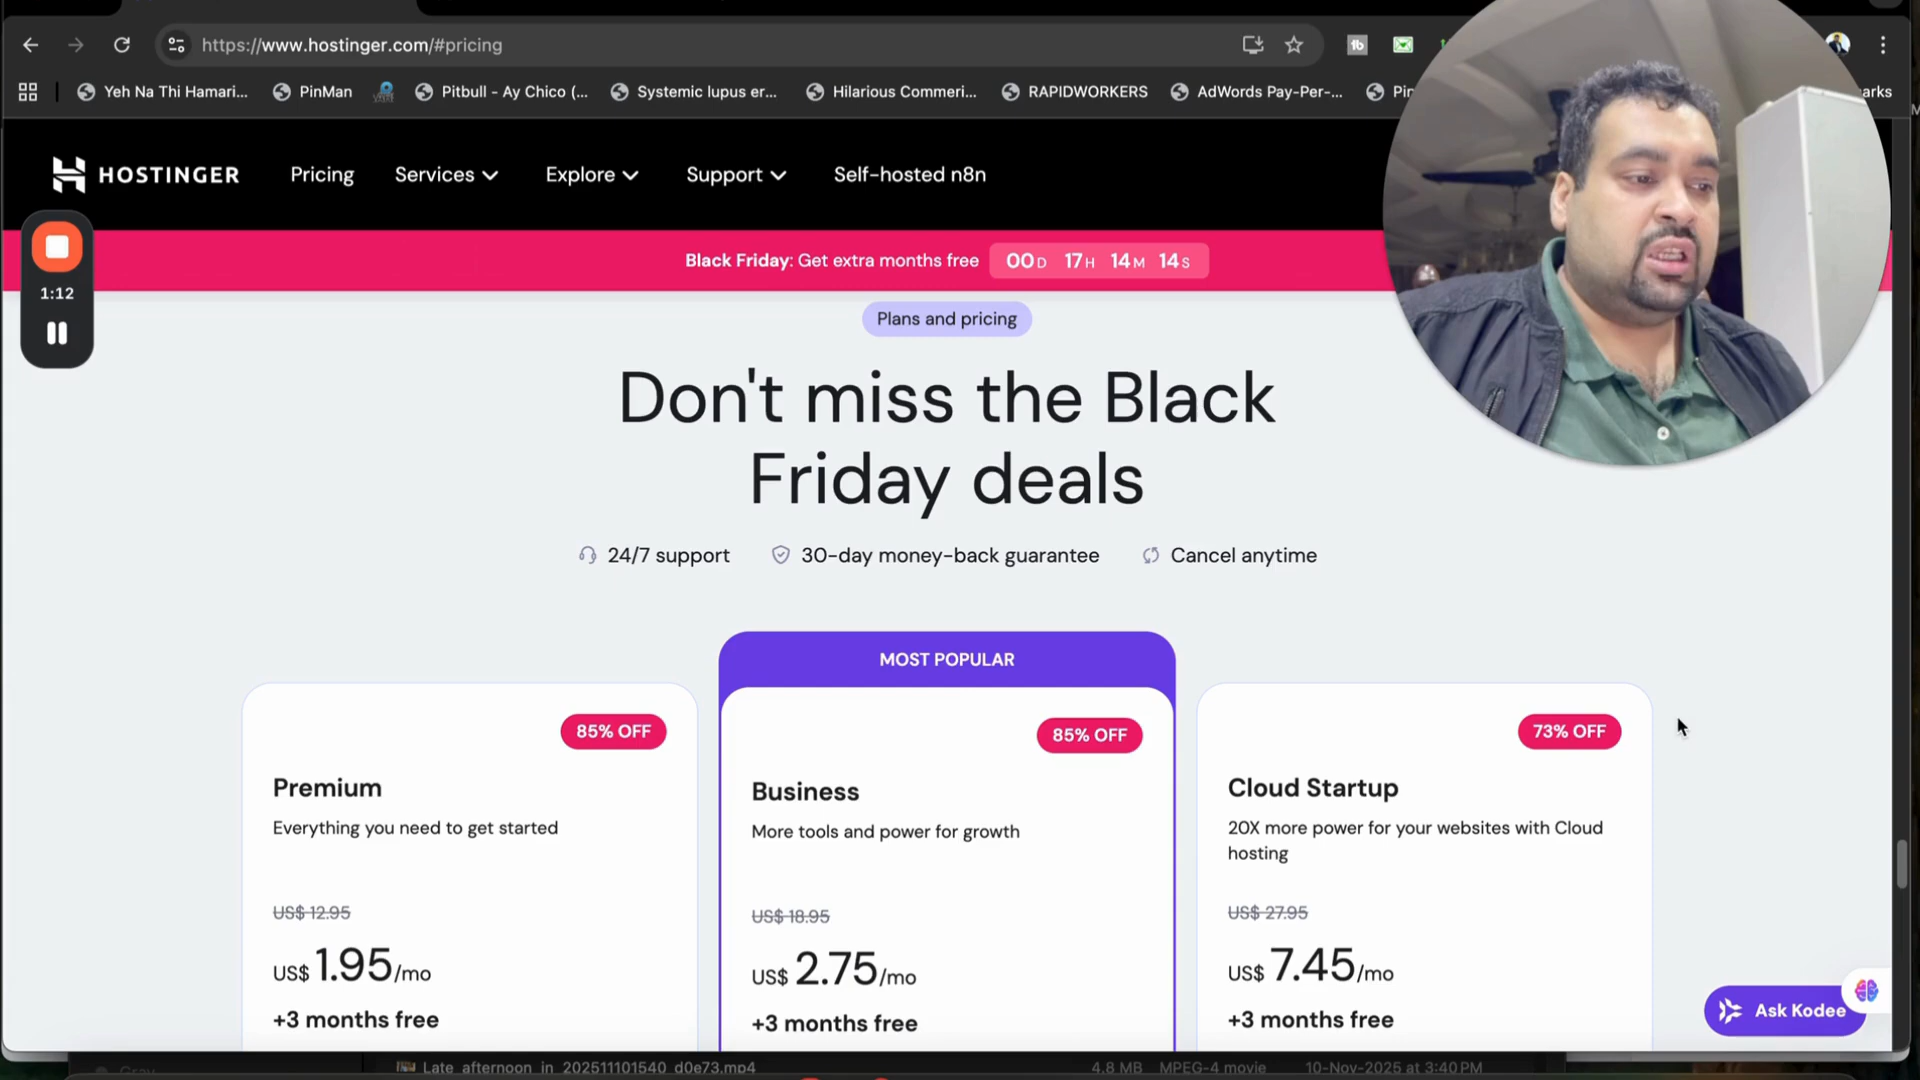 https://www.hostinger.com/#pricing
Yeh Na Thi Hamari...
PinMan
Pitbull - Ay Chico (...
Systemic lupus er...
Hilarious Commeri...
RAPIDWORKERS
AdWords Pay-Per-...
HOSTINGER
Pricing
Services
Explore
Support
Self-hosted n8n
Black Friday: Get extra months free 00D 17H 14M 14S
1:12
Plans and pricing
Don't miss the Black
Friday deals
24/7 support
30-day money-back guarantee
Cancel anytime
MOST POPULAR
85% OFF
Premium
Everything you need to get started
US$ 12.95
US$ 1.95/mo
+3 months free
85% OFF
Business
More tools and power for growth
US$ 18.95
US$ 2.75/mo
+3 months free
73% OFF
Cloud Startup
20X more power for your websites with Cloud
hosting
US$ 27.95
US$ 7.45/mo
+3 months free
Ask Kodee
Late_afternoon_in_202511101540_d0e73.mp4
4.8 MB
MPEG-4 movie
10-Nov-2025 at 3:40 PM